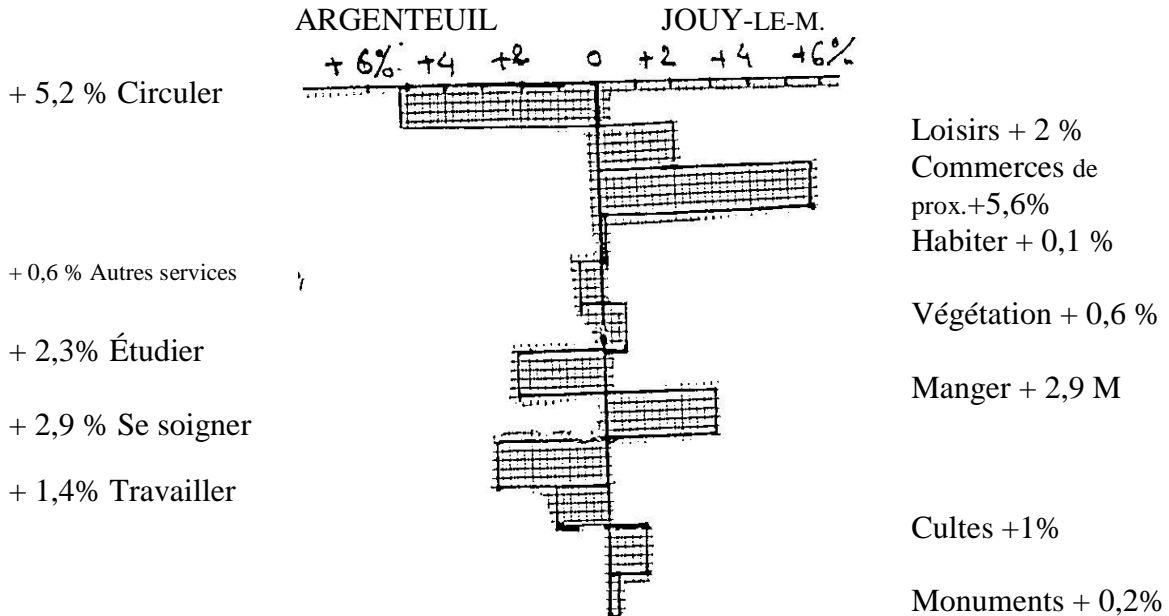 ARGENTEUIL JOUY-LE-M.
+ 6% +4 +2 0 +2 +4 +6%
+ 5,2 % Circuler
Loisirs + 2 %
Commerces de
prox.+5,6%
Habiter + 0,1 %
+ 0,6 % Autres services
Végétation + 0,6 %
+ 2,3% Étudier
Manger + 2,9 M
+ 2,9 % Se soigner
+ 1,4% Travailler
Cultes +1%
Monuments + 0,2%